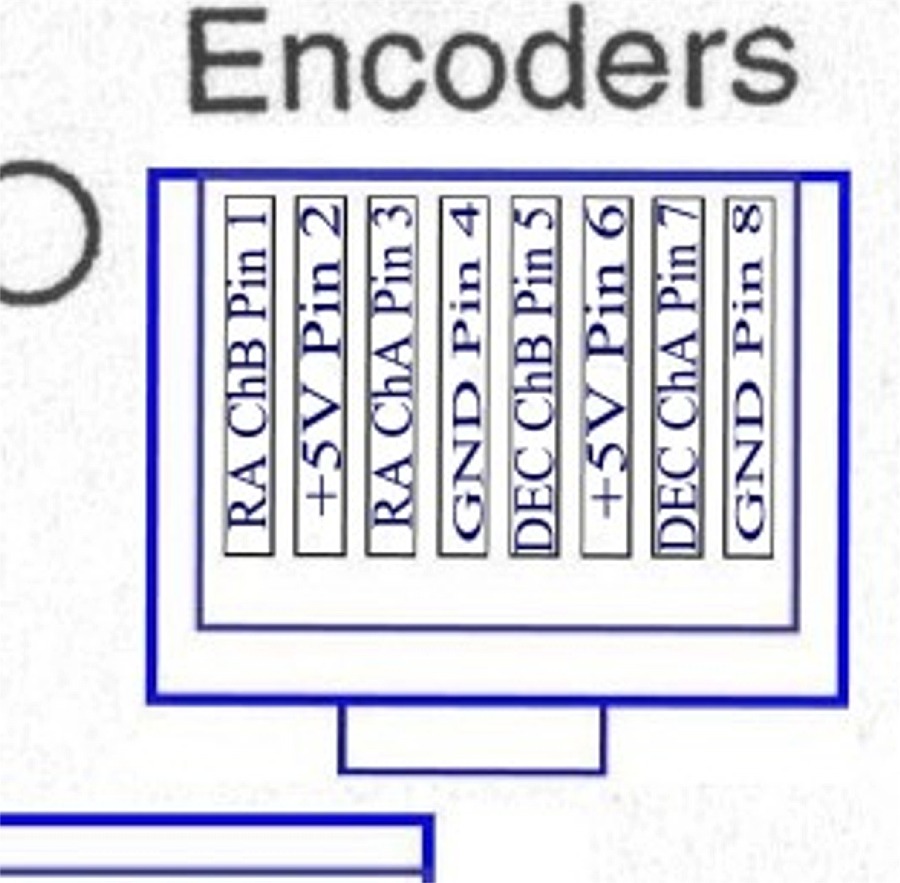 Encoders
RA ChB Pin 1
+5V Pin 2
RA ChA Pin 3
GND Pin 4
DEC ChB Pin 5
+5V Pin 6
DEC ChA Pin 7
GND Pin 8